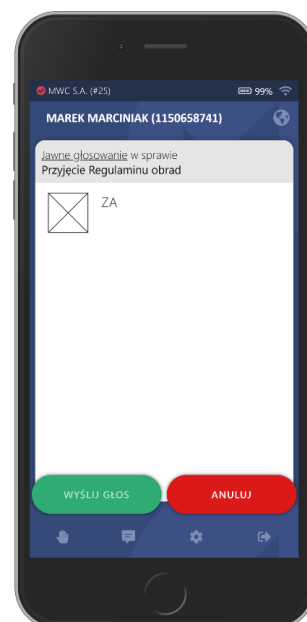 MWC S.A. (#25) 99%
MAREK MARCINIAK (1150658741)
Jawne głosowanie w sprawie
Przyjęcie Regulaminu obrad
ZA
WYŚLIJ GŁOS ANULUJ